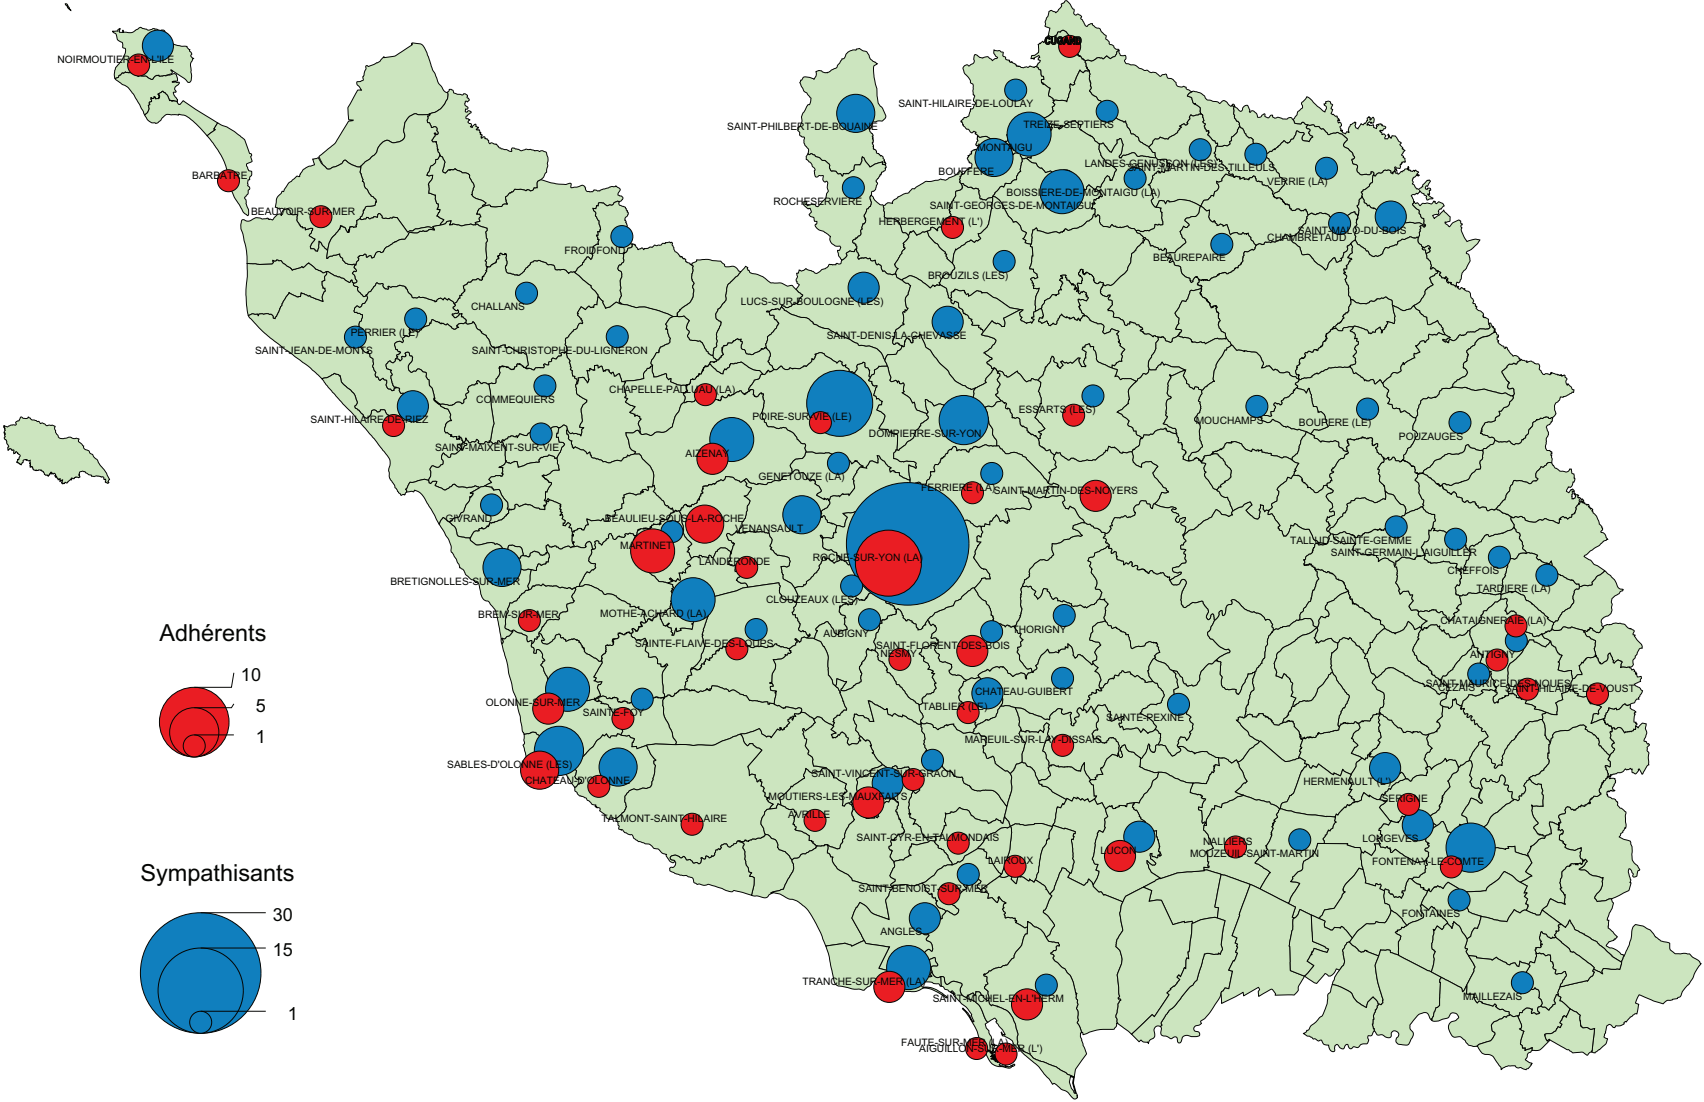 CUGAND
NOIRMOUTIER-EN-L'ILE
SAINT-HILAIRE-DE-LOULAY
SAINT-PHILBERT-DE-BOUAINE
TREIZE-SEPTIERS
MONTAIGU
LANDES-GENUSSON (LES)
SAINT-MARTIN-DES-TILLEULS
BOUFFERE
BARBATRE
VERRIE (LA)
BOISSIERE-DE-MONTAIGU (LA)
ROCHESERVIERE
SAINT-GEORGES-DE-MONTAIGU
BEAUVOIR-SUR-MER
HERBERGEMENT (L')
SAINT-MALO-DU-BOIS
CHAMBRETAUD
FROIDFOND
BEAUREPAIRE
BROUZILS (LES)
LUCS-SUR-BOULOGNE (LES)
CHALLANS
PERRIER (LE)
SAINT-DENIS-LA-CHEVASSE
SAINT-JEAN-DE-MONTS
SAINT-CHRISTOPHE-DU-LIGNERON
CHAPELLE-PALLUAU (LA)
COMMEQUIERS
ESSARTS (LES)
POIRE-SUR-VIE (LE)
SAINT-HILAIRE-DE-RIEZ
MOUCHAMPS
BOUPERE (LE)
DOMPIERRE-SUR-YON
POUZAUGES
SAINT-MAIXENT-SUR-VIE
AIZENAY
GENETOUZE (LA)
FERRIERE (LA)
SAINT-MARTIN-DES-NOYERS
GIVRAND
BEAULIEU-SOUS-LA-ROCHE
VENANSAULT
TALLUD-SAINTE-GEMME
MARTINET
SAINT-GERMAIN-L'AIGUILLER
ROCHE-SUR-YON (LA)
LANDERONDE
CHEFFOIS
BRETIGNOLLES-SUR-MER
TARDIERE (LA)
CLOUZEAUX (LES)
BREM-SUR-MER
MOTHE-ACHARD (LA)
CHATAIGNERAIE (LA)
THORIGNY
AUBIGNY
Adhérents
SAINTE-FLAIVE-DES-LOUPS
SAINT-FLORENT-DES-BOIS
NESMY
ANTIGNY
10
SAINT-MAURICE-DES-NOUES
CEZAIS
SAINT-HILAIRE-DE-VOUST
CHATEAU-GUIBERT
OLONNE-SUR-MER
5
TABLIER (LE)
SAINTE-FOY
SAINTE-PEXINE
1
MAREUIL-SUR-LAY-DISSAIS
SABLES-D'OLONNE (LES)
SAINT-VINCENT-SUR-GRAON
CHATEAU-D'OLONNE
HERMENAULT (L')
MOUTIERS-LES-MAUXFAITS
SERIGNE
AVRILLE
TALMONT-SAINT-HILAIRE
SAINT-CYR-EN-TALMONDAIS
LONGEVES
NALLIERS
LUCON
MOUZEUIL-SAINT-MARTIN
LAIROUX
FONTENAY-LE-COMTE
Sympathisants
SAINT-BENOIST-SUR-MER
30
FONTAINES
ANGLES
15
TRANCHE-SUR-MER (LA)
SAINT-MICHEL-EN-L'HERM
MAILLEZAIS
1
FAUTE-SUR-MER (LA)
AIGUILLON-SUR-MER (L')